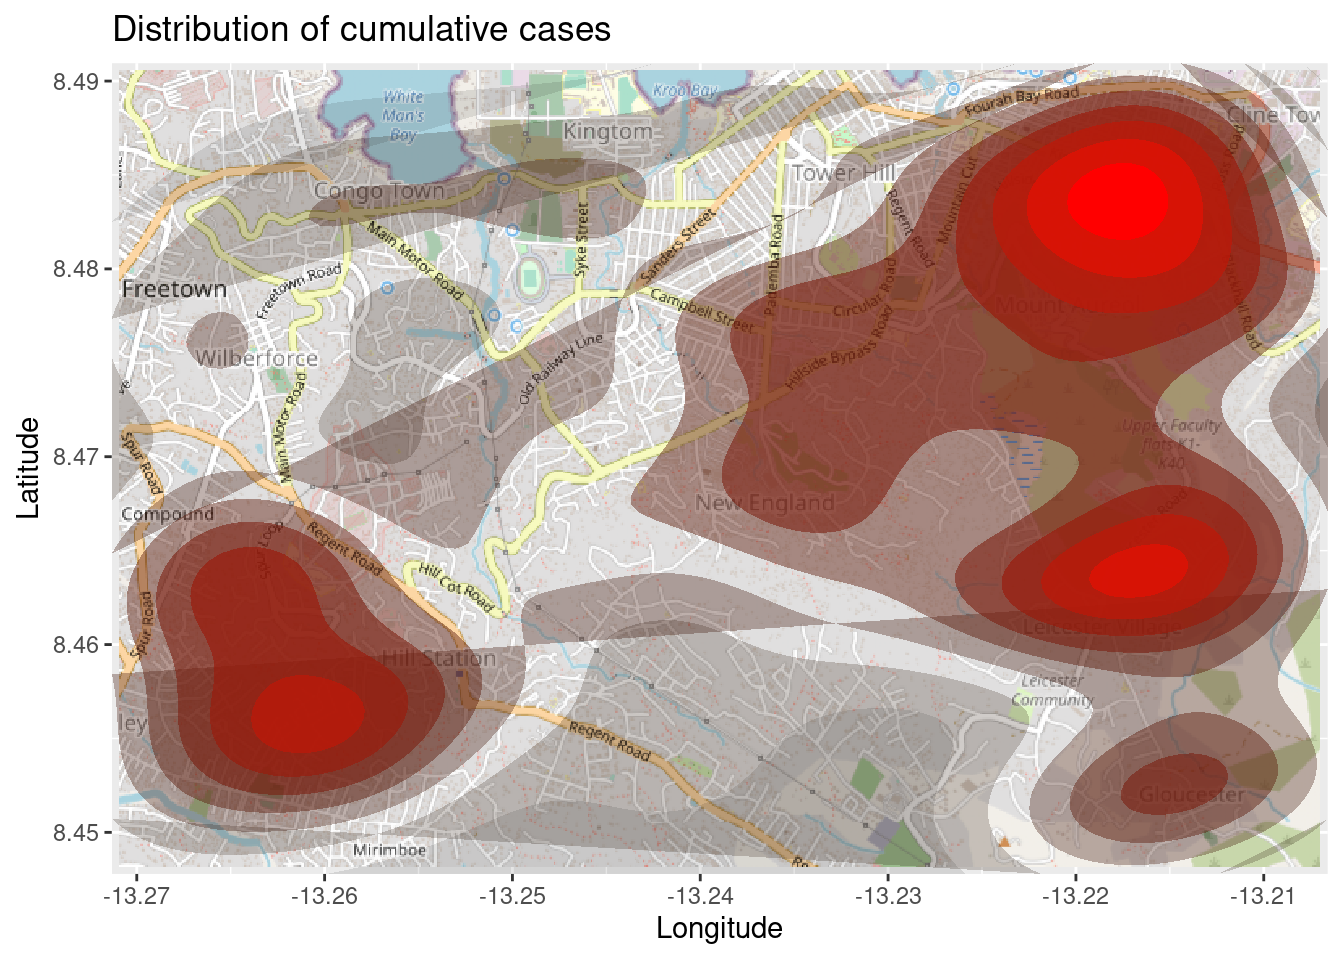 Distribution of cumulative cases
8.49
8.48
8.47
8.46
8.45
Latitude
White
Man's
Bay
Kroo Bay
Kingtom
Sourah Bay Road
Cline Tow
Congo Town
Tower Hill
Mountain Cut
Regent Road
Syke Street
Sanders Street
Pademba Road
Main Motor Road
Freetown Road
Freetown
Campbell Street
Circular Road
Mount A
Hillside Bypass Road
Old Railway Line
Wilberforce
Main Motor Road
Upper Faculty
flats K1-
K40
Spur Road
New England
Road
Compound
Spur Loop
Regent Road
Hill Cot Road
Spur Road
Leicester Village
Hill Station
Leicester
Community
ley
Regent Road
Gloucester
Mirimboe
-13.27
-13.26
-13.25
-13.24
-13.23
-13.22
-13.21
Longitude